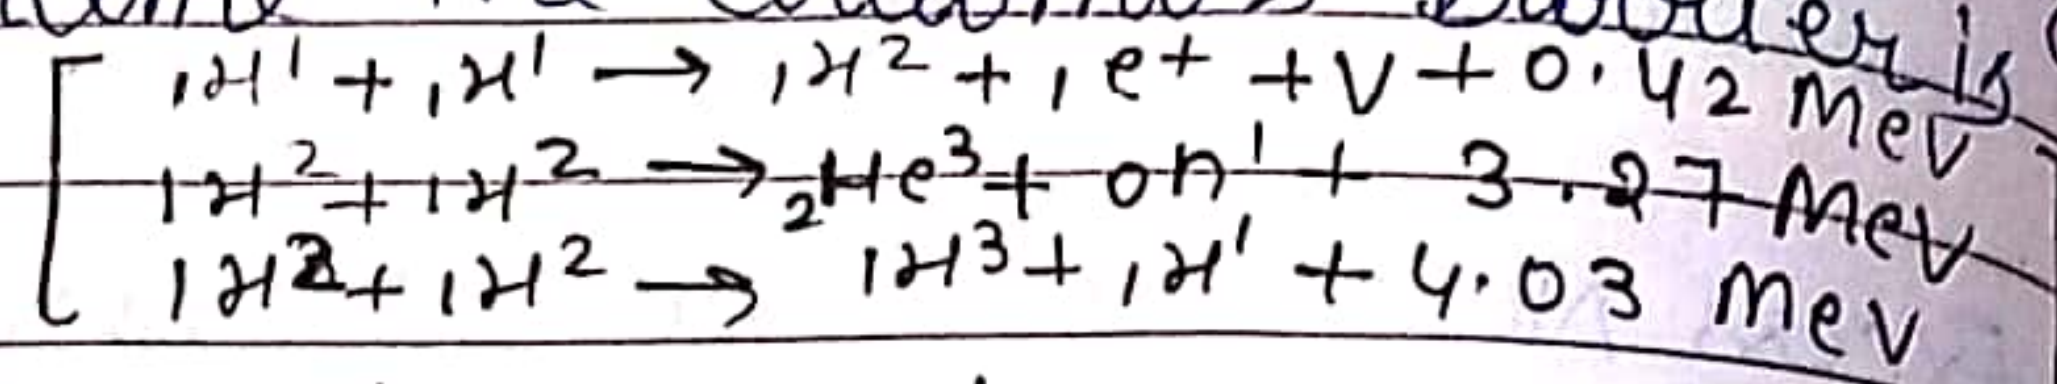 is
₁H¹ + ₁H¹ → ₁H² + ₁e⁺ + ν + 0.42 Mev
₁H² + ₁H² → ₂He³ + ₀n¹ + 3.27 Mev
₁H² + ₁H² → ₁H³ + ₁H¹ + 4.03 Mev